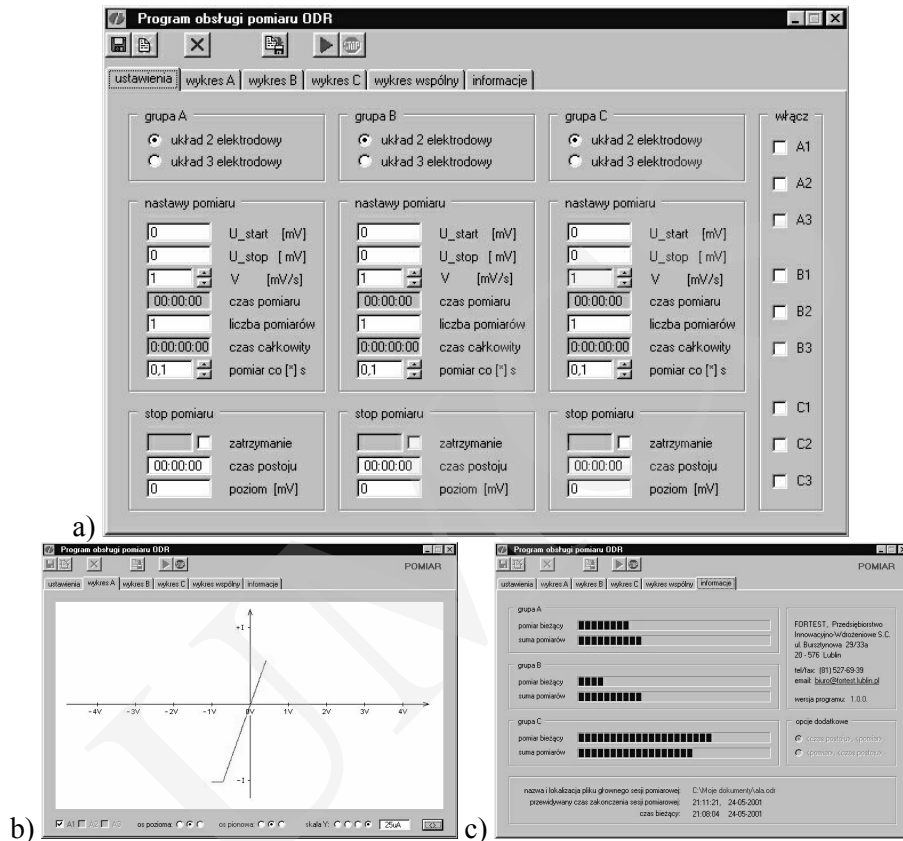 Program obsługi pomiaru ODR
STOP
ustawienia wykres A wykres B wykres C wykres wspólny informacje
grupa A grupa B grupa C włącz
układ 2 elektrodowy układ 2 elektrodowy układ 2 elektrodowy A1
układ 3 elektrodowy układ 3 elektrodowy układ 3 elektrodowy
A2
nastawy pomiaru nastawy pomiaru nastawy pomiaru
A3
0 U_start [mV] 0 U_start [mV] 0 U_start [mV]
0 U_stop [ mV] 0 U_stop [ mV] 0 U_stop [ mV]
1 V [mV/s] 1 V [mV/s] 1 V [mV/s] B1
00:00:00 czas pomiaru 00:00:00 czas pomiaru 00:00:00 czas pomiaru
1 liczba pomiarów 1 liczba pomiarów 1 liczba pomiarów B2
0:00:00:00 czas całkowity 0:00:00:00 czas całkowity 0:00:00:00 czas całkowity B3
0,1 pomiar co [*] s 0,1 pomiar co [*] s 0,1 pomiar co [*] s
stop pomiaru stop pomiaru stop pomiaru C1
zatrzymanie zatrzymanie zatrzymanie C2
00:00:00 czas postoju 00:00:00 czas postoju 00:00:00 czas postoju
0 poziom [mV] 0 poziom [mV] 0 poziom [mV] C3
a)
Program obsługi pomiaru ODR
POMIAR
ustawienia wykres A wykres B wykres C wykres wspólny informacje
+I
-4V -3V -2V -1V 0V 1V 2V 3V 4V
-I
A1 A2 A3 os pozioma: os pionowa: skala Y: 25uA
b)
Program obsługi pomiaru ODR
POMIAR
ustawienia wykres A wykres B wykres C wykres wspólny informacje
grupa A
pomiar bieżący
suma pomiarów
grupa B
pomiar bieżący
suma pomiarów
grupa C
pomiar bieżący
suma pomiarów
FORTEST, Przedsiębiorstwo
Innowacyjno-Wdrożeniowe S.C.
ul. Bursztynowa 29/33a
20 - 576 Lublin
tel/fax: (81) 527-69-39
email: biuro@fortest.lublin.pl
wersja programu: 1.0.0.
opcje dodatkowe
<czas postoju>, <pomiar>
<pomiar>, <czas postoju>
nazwa i lokalizacja pliku głownego sesji pomiarowej: C:\Moje dokumenty\ala.odr
przewidywany czas zakończenia sesji pomiarowej: 21:11:21, 24-05-2001
czas bieżący: 21:08:04 24-05-2001
c)